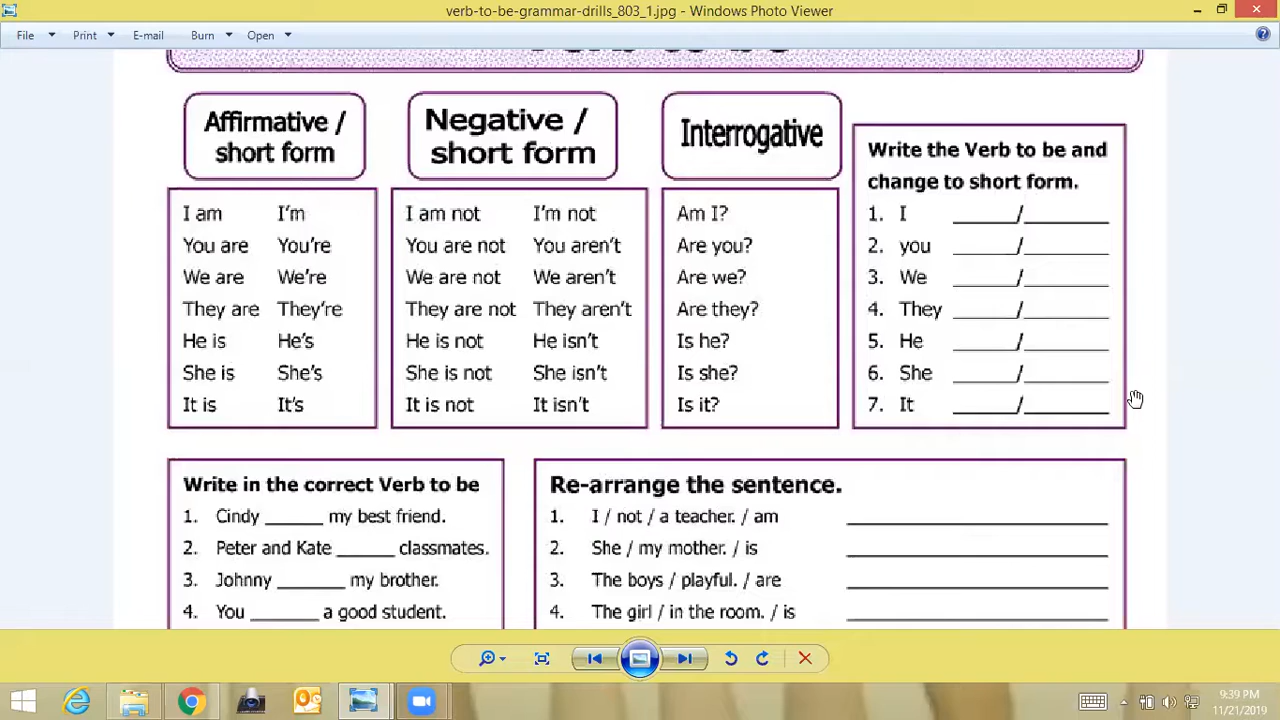 verb-to-be-grammar-drills_803_1.jpg - Windows Photo Viewer
File Print E-mail Burn Open
Affirmative /
short form
I am I'm
You are You're
We are We're
They are They're
He is He's
She is She's
It is It's
Negative /
short form
I am not I'm not
You are not You aren't
We are not We aren't
They are not They aren't
He is not He isn't
She is not She isn't
It is not It isn't
Interrogative
Am I?
Are you?
Are we?
Are they?
Is he?
Is she?
Is it?
Write the Verb to be and
change to short form.
1. I ______/________
2. you ______/________
3. We ______/________
4. They ______/________
5. He ______/________
6. She ______/________
7. It ______/________
Write in the correct Verb to be
1. Cindy ______ my best friend.
2. Peter and Kate ______ classmates.
3. Johnny _______ my brother.
4. You _______ a good student.
Re-arrange the sentence.
1. I / not / a teacher. / am
2. She / my mother. / is
3. The boys / playful. / are
4. The girl / in the room. / is
9:39 PM
11/21/2019